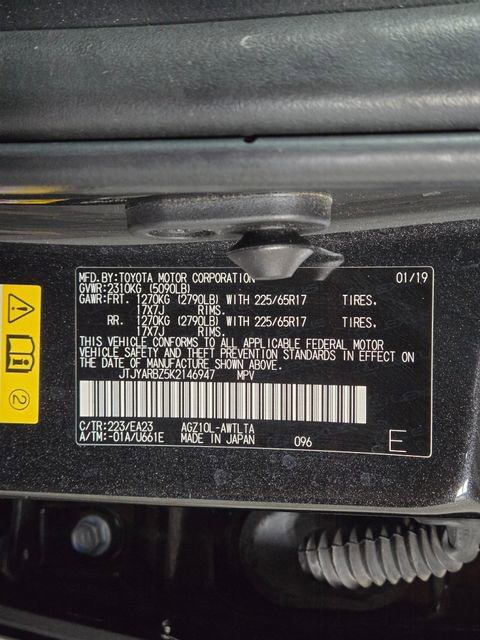 MFD.BY:TOYOTA MOTOR CORPORATION 01/19
GVWR:2310KG (5090LB)
GAWR:FRT. 1270KG (2790LB) WITH 225/65R17 TIRES.
17X7J RIMS.
RR. 1270KG (2790LB) WITH 225/65R17 TIRES.
17X7J RIMS.
THIS VEHICLE CONFORMS TO ALL APPLICABLE FEDERAL MOTOR
VEHICLE SAFETY AND THEFT PREVENTION STANDARDS IN EFFECT ON
THE DATE OF MANUFACTURE SHOWN ABOVE.
JTJYARBZ5K2146947 MPV
C/TR:223/EA23 AGZ10L-AWTLTA
A/TM:-01A/U661E MADE IN JAPAN 096 E
2